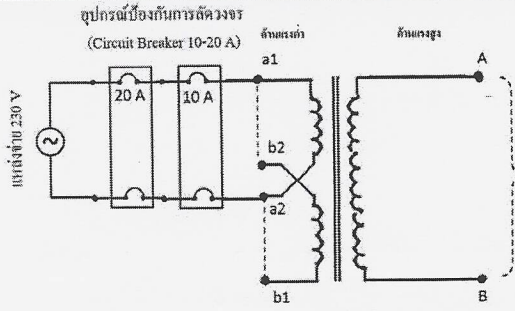 อุปกรณ์ป้องกันการลัดวงจร
(Circuit Breaker 10-20 A)
ด้านแรงต่ำ
ด้านแรงสูง
a1
A
20 A
10 A
แหล่งจ่าย 230 V
b2
a2
b1
B